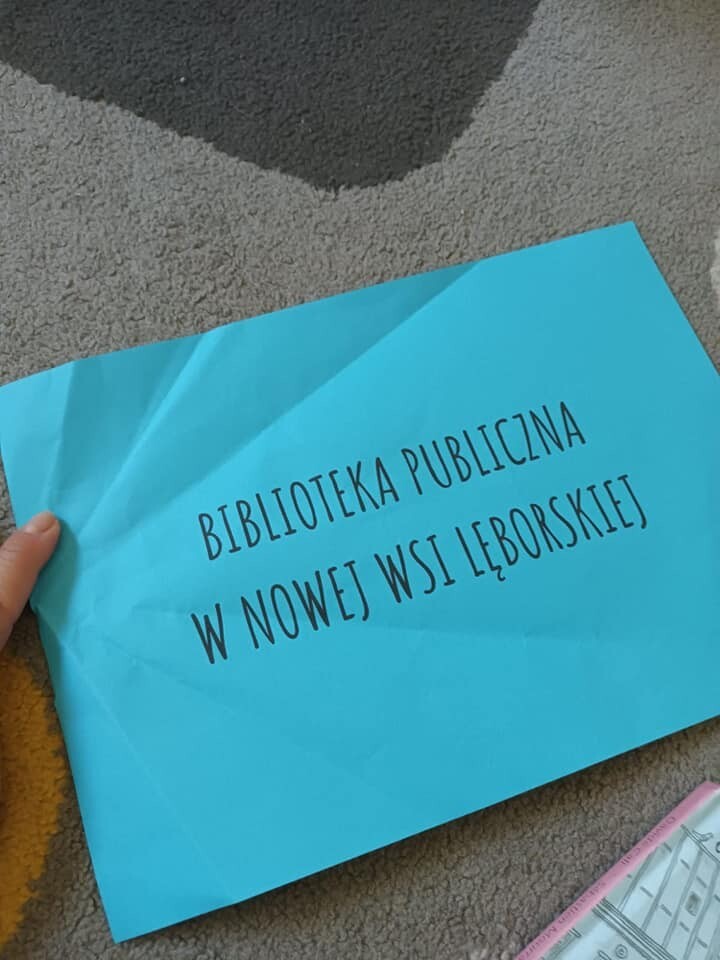 BIBLIOTEKA PUBLICZNA
W NOWEJ WSI LĘBORSKIEJ